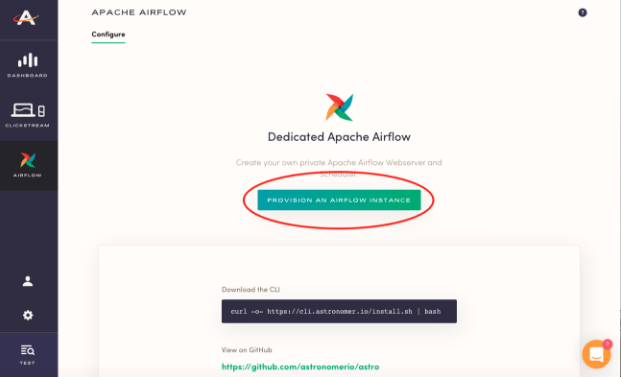 APACHE AIRFLOW
?
Configure
DASHBOARD
CLICKSTREAM
AIRFLOW
Dedicated Apache Airflow
Create your own private Apache Airflow Webserver and
Scheduler
PROVISION AN AIRFLOW INSTANCE
Download the CLI
curl -o- https://cli.astronomer.io/install.sh | bash
View on GitHub
https://github.com/astronomerio/astro
TEST